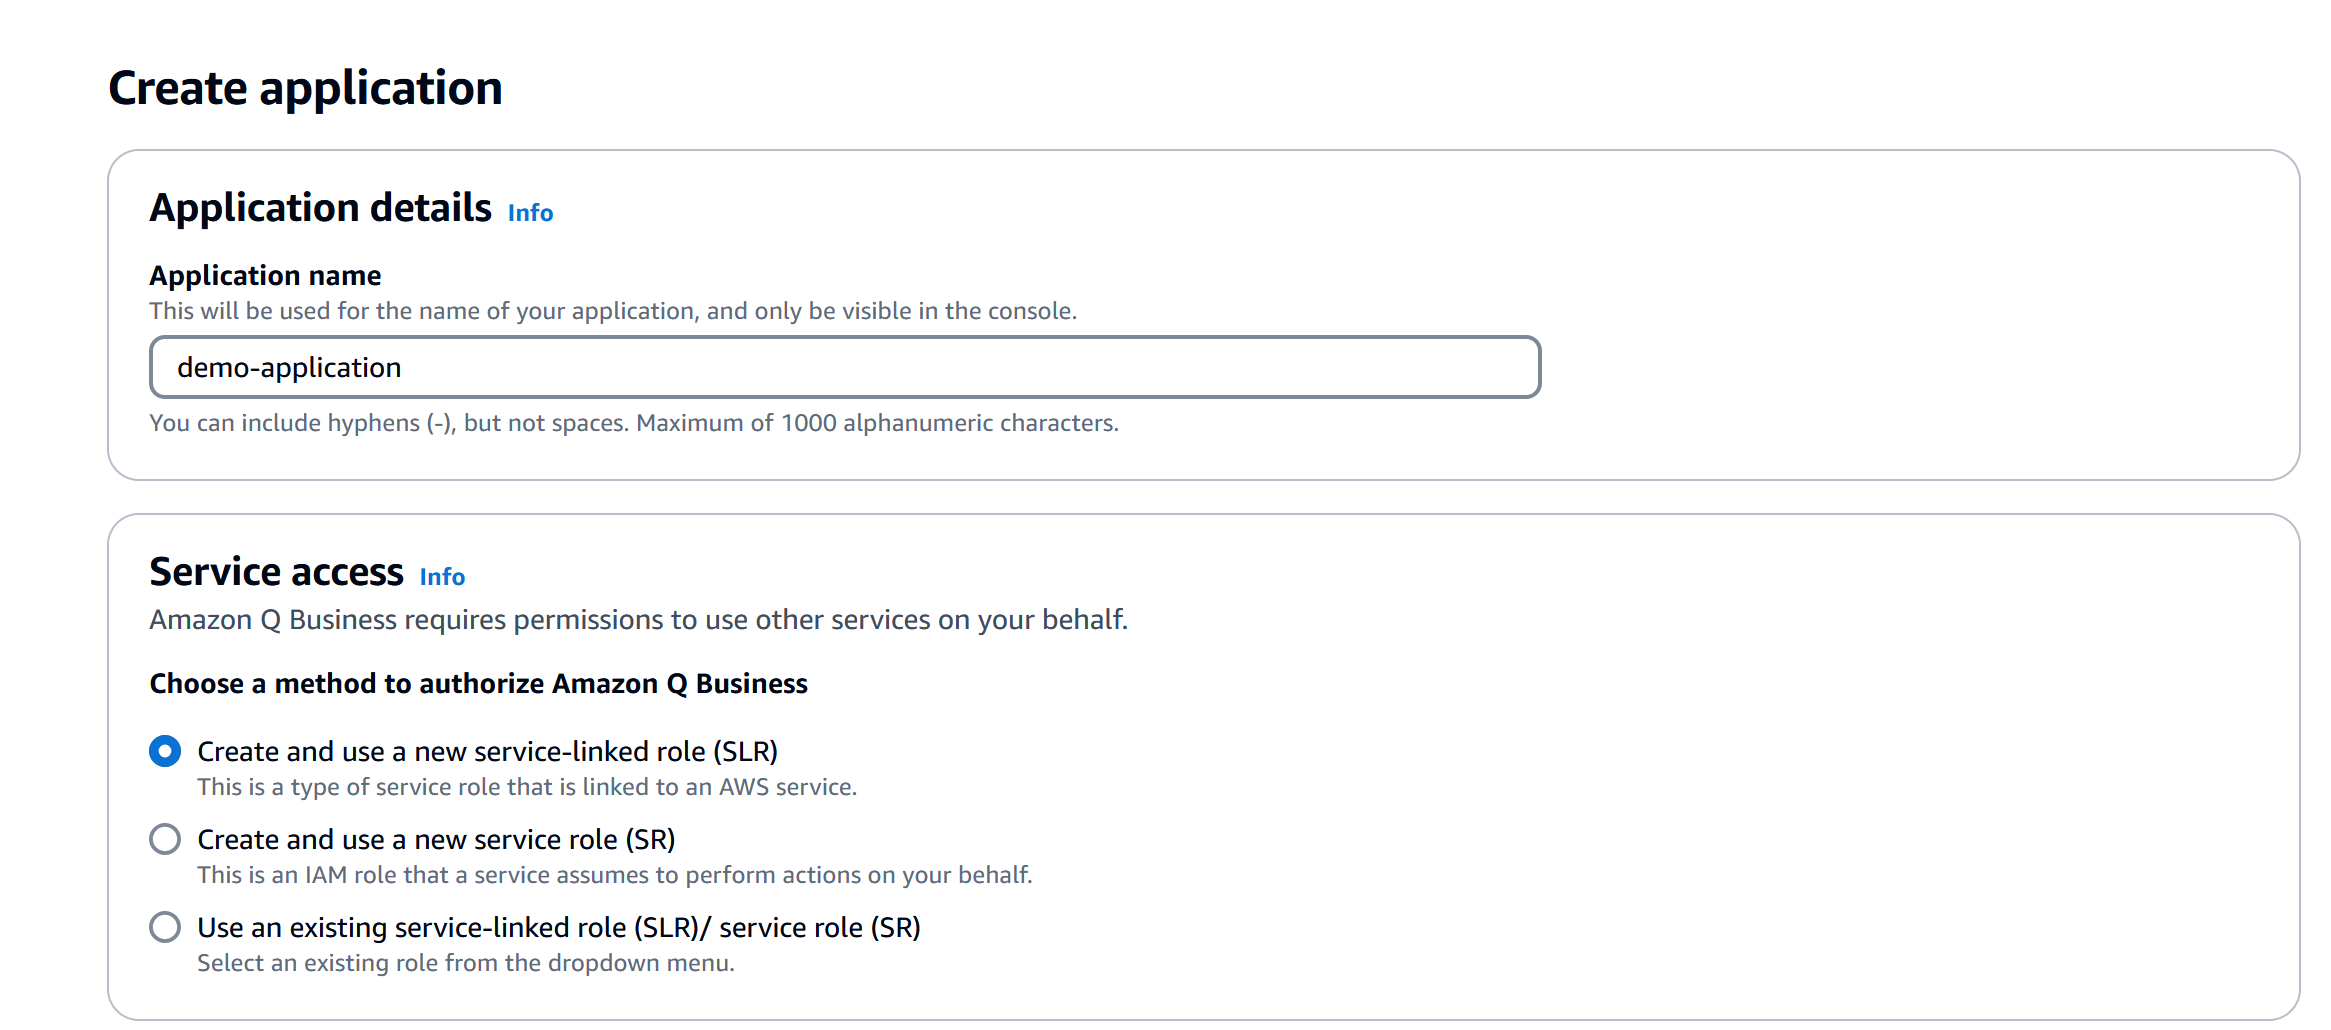 Create application
Application details Info
Application name
This will be used for the name of your application, and only be visible in the console.
demo-application
You can include hyphens (-), but not spaces. Maximum of 1000 alphanumeric characters.
Service access Info
Amazon Q Business requires permissions to use other services on your behalf.
Choose a method to authorize Amazon Q Business
Create and use a new service-linked role (SLR)
This is a type of service role that is linked to an AWS service.
Create and use a new service role (SR)
This is an IAM role that a service assumes to perform actions on your behalf.
Use an existing service-linked role (SLR)/ service role (SR)
Select an existing role from the dropdown menu.